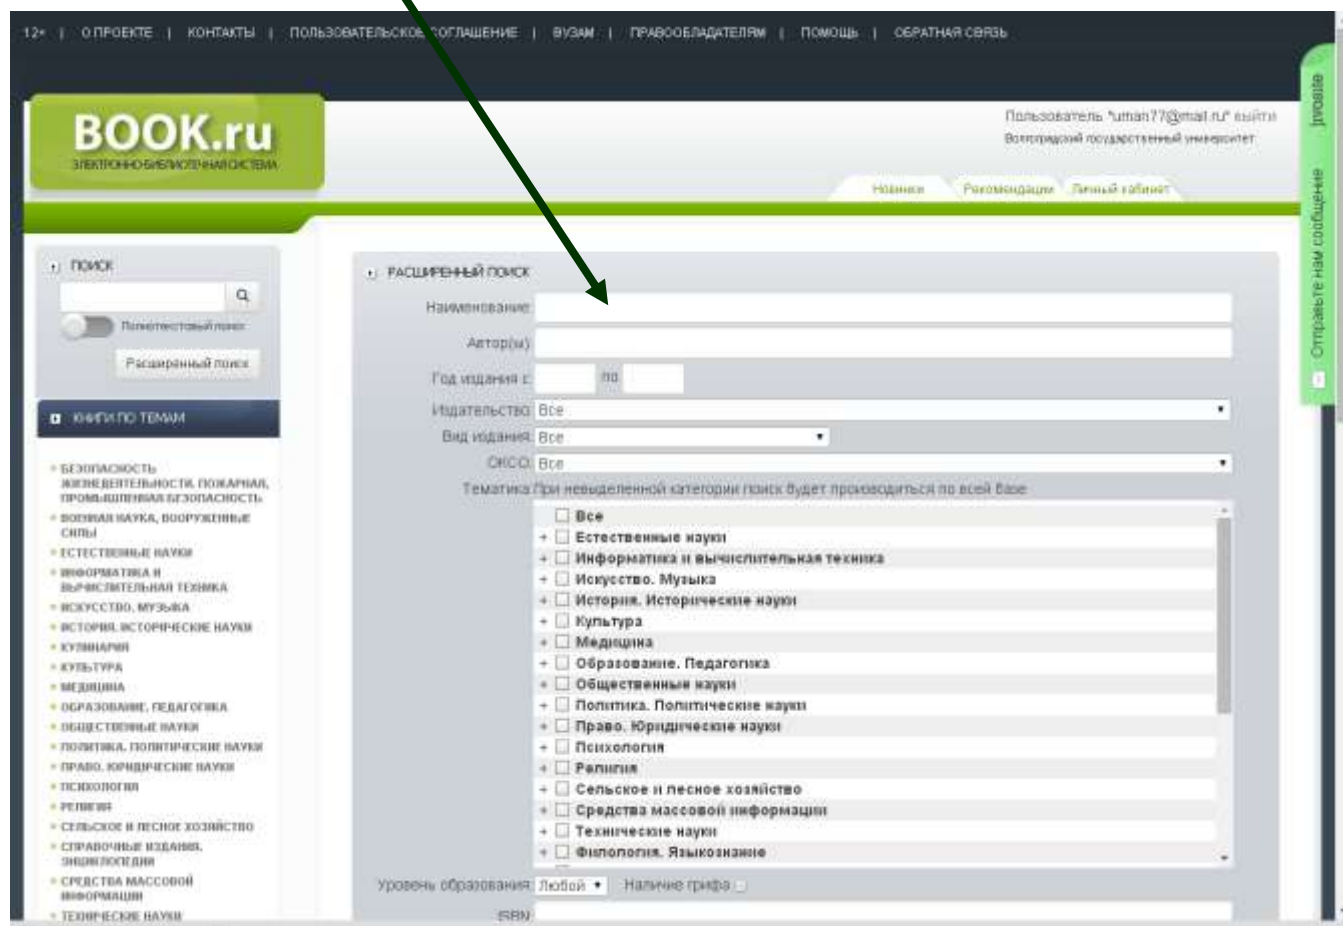 12+ | О ПРОЕКТЕ | КОНТАКТЫ | ПОЛЬЗОВАТЕЛЬСКОЕ СОГЛАШЕНИЕ | ВУЗАМ | ПРАВООБЛАДАТЕЛЯМ | ПОМОЩЬ | ОБРАТНАЯ СВЯЗЬ
BOOK.ru
ЭЛЕКТРОННО-БИБЛИОТЕЧНАЯ СИСТЕМА
Пользователь "uman77@mail.ru" выйти
Волгоградский государственный университет
Новинки Рекомендации Личный кабинет
jivosite
Отправьте нам сообщение
ПОИСК
Полнотекстовый поиск
Расширенный поиск
КНИГИ ПО ТЕМАМ
БЕЗОПАСНОСТЬ
ЖИЗНЕДЕЯТЕЛЬНОСТИ. ПОЖАРНАЯ,
ПРОМЫШЛЕННАЯ БЕЗОПАСНОСТЬ
ВОЕННАЯ НАУКА, ВООРУЖЕННЫЕ
СИЛЫ
ЕСТЕСТВЕННЫЕ НАУКИ
ИНФОРМАТИКА И
ВЫЧИСЛИТЕЛЬНАЯ ТЕХНИКА
ИСКУССТВО. МУЗЫКА
ИСТОРИЯ. ИСТОРИЧЕСКИЕ НАУКИ
КУЛИНАРИЯ
КУЛЬТУРА
МЕДИЦИНА
ОБРАЗОВАНИЕ. ПЕДАГОГИКА
ОБЩЕСТВЕННЫЕ НАУКИ
ПОЛИТИКА. ПОЛИТИЧЕСКИЕ НАУКИ
ПРАВО. ЮРИДИЧЕСКИЕ НАУКИ
ПСИХОЛОГИЯ
РЕЛИГИЯ
СЕЛЬСКОЕ И ЛЕСНОЕ ХОЗЯЙСТВО
СПРАВОЧНЫЕ ИЗДАНИЯ.
ЭНЦИКЛОПЕДИИ
СРЕДСТВА МАССОВОЙ
ИНФОРМАЦИИ
ТЕХНИЧЕСКИЕ НАУКИ
РАСШИРЕННЫЙ ПОИСК
Наименование:
Автор(ы):
Год издания с: по
Издательство: Все
Вид издания: Все
ОКСО: Все
Тематика: При невыделенной категории поиск будет производиться по всей базе
Все
+ Естественные науки
+ Информатика и вычислительная техника
+ Искусство. Музыка
+ История. Исторические науки
+ Культура
+ Медицина
+ Образование. Педагогика
+ Общественные науки
+ Политика. Политические науки
+ Право. Юридические науки
+ Психология
+ Религия
+ Сельское и лесное хозяйство
+ Средства массовой информации
+ Технические науки
+ Филология. Языкознание
Уровень образования: Любой Наличие грифа
ISBN: